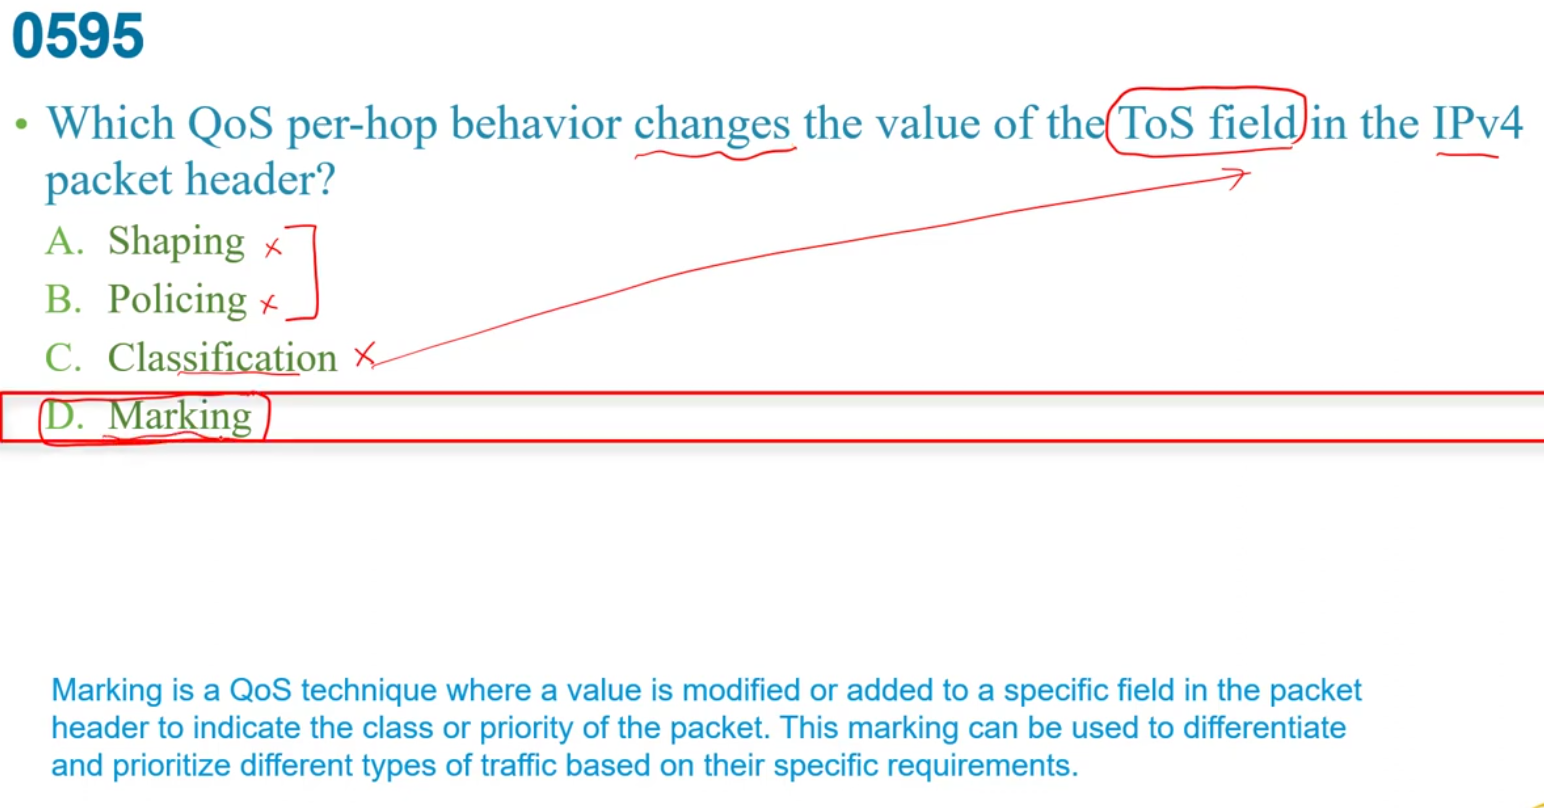 0595
• Which QoS per-hop behavior changes the value of the ToS field in the IPv4
packet header?
A. Shaping
B. Policing
C. Classification
D. Marking
Marking is a QoS technique where a value is modified or added to a specific field in the packet
header to indicate the class or priority of the packet. This marking can be used to differentiate
and prioritize different types of traffic based on their specific requirements.